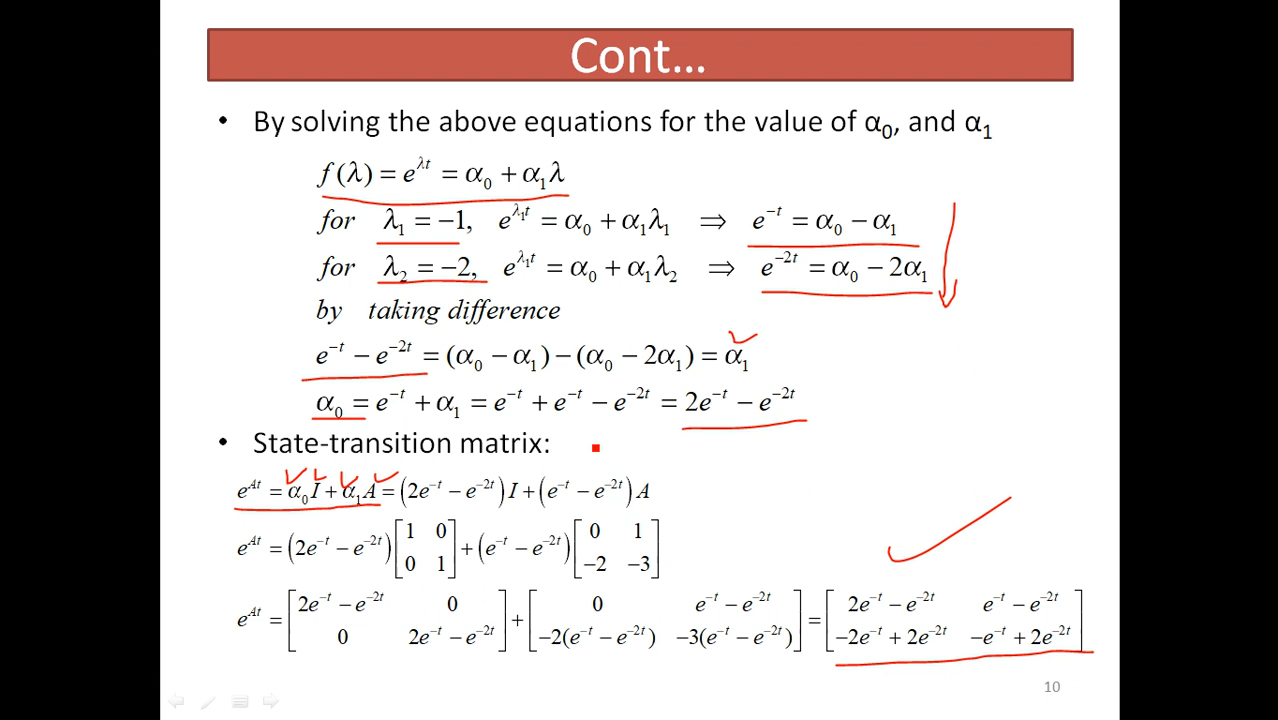 Cont...
• By solving the above equations for the value of α₀, and α₁
f(λ) = e^{λt} = α₀ + α₁λ
for λ₁ = −1, e^{λ₁t} = α₀ + α₁λ₁ ⇒ e^{−t} = α₀ − α₁
for λ₂ = −2, e^{λ₁t} = α₀ + α₁λ₂ ⇒ e^{−2t} = α₀ − 2α₁
by taking difference
e^{−t} − e^{−2t} = (α₀ − α₁) − (α₀ − 2α₁) = α₁
α₀ = e^{−t} + α₁ = e^{−t} + e^{−t} − e^{−2t} = 2e^{−t} − e^{−2t}
• State-transition matrix:
e^{At} = α₀I + α₁A = (2e^{−t} − e^{−2t})I + (e^{−t} − e^{−2t})A
e^{At} = (2e^{−t} − e^{−2t})[1 0; 0 1] + (e^{−t} − e^{−2t})[0 1; −2 −3]
e^{At} = [2e^{−t} − e^{−2t} 0; 0 2e^{−t} − e^{−2t}] + [0 e^{−t} − e^{−2t}; −2(e^{−t} − e^{−2t}) −3(e^{−t} − e^{−2t})] = [2e^{−t} − e^{−2t} e^{−t} − e^{−2t}; −2e^{−t} + 2e^{−2t} −e^{−t} + 2e^{−2t}]
10